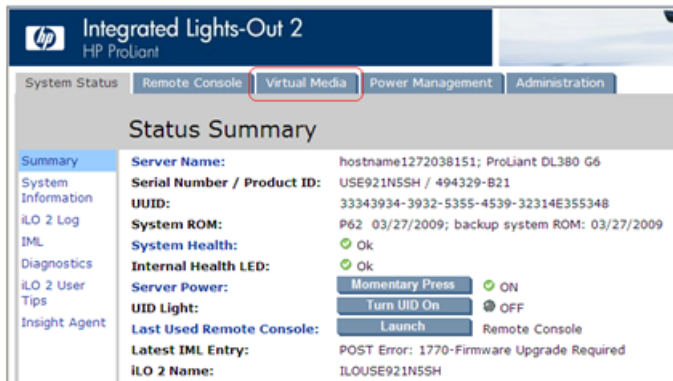 hp Integrated Lights-Out 2
HP ProLiant
System Status Remote Console Virtual Media Power Management Administration
Status Summary
Summary
System Information
iLO 2 Log
IML
Diagnostics
iLO 2 User Tips
Insight Agent
Server Name: hostname1272038151; ProLiant DL380 G6
Serial Number / Product ID: USE921N5SH / 494329-B21
UUID: 33343934-3932-5355-4539-32314E355348
System ROM: P62 03/27/2009; backup system ROM: 03/27/2009
System Health: Ok
Internal Health LED: Ok
Server Power: Momentary Press ON
UID Light: Turn UID On OFF
Last Used Remote Console: Launch Remote Console
Latest IML Entry: POST Error: 1770-Firmware Upgrade Required
iLO 2 Name: ILOUSE921N5SH